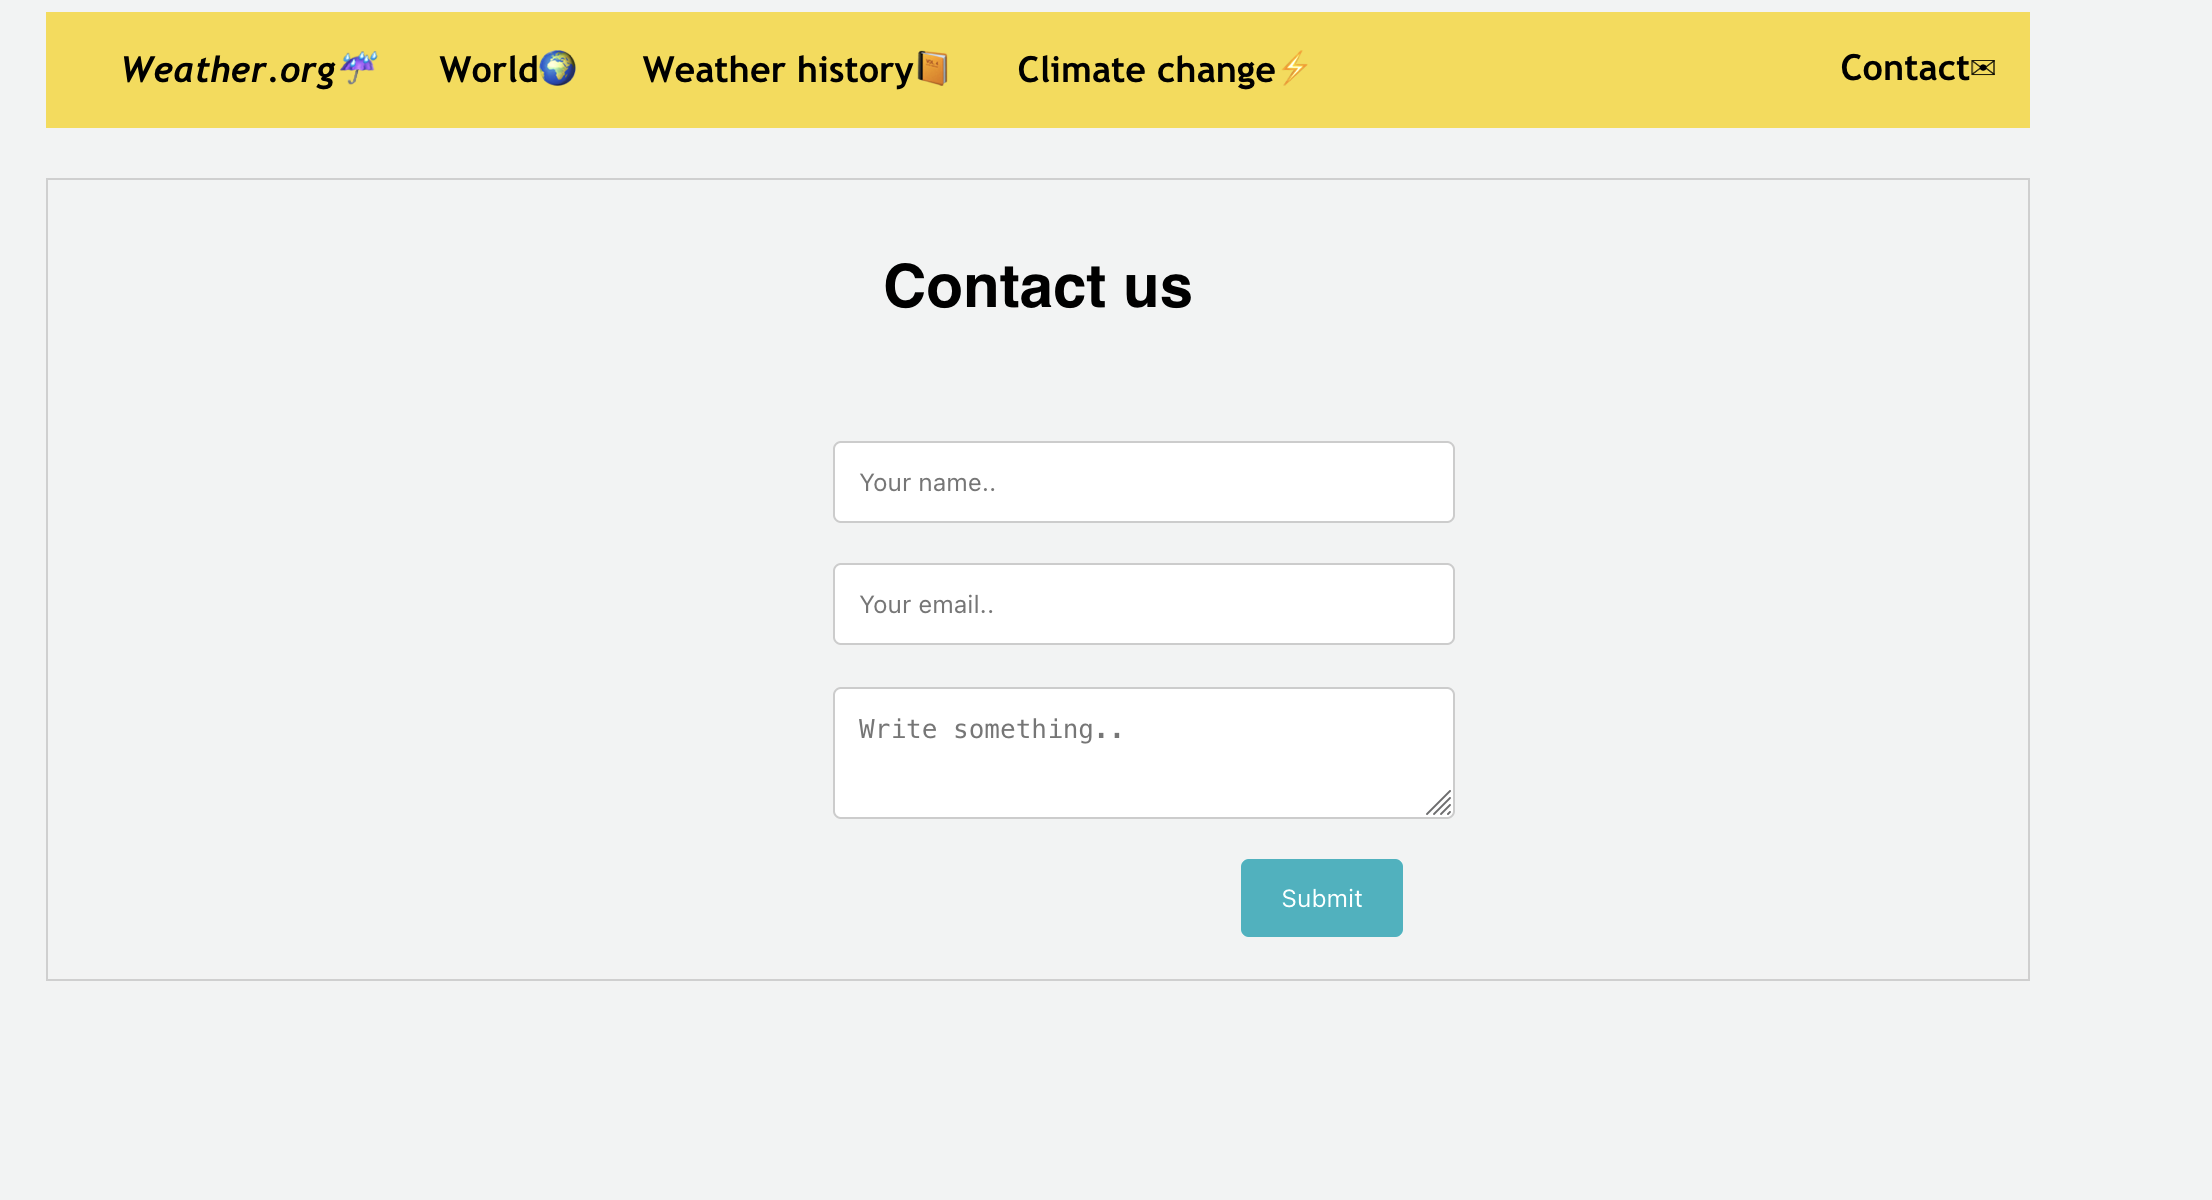 Weather.org☔ World🌍 Weather history📔 Climate change⚡ Contact✉
Contact us
Your name..
Your email..
Write something..
Submit